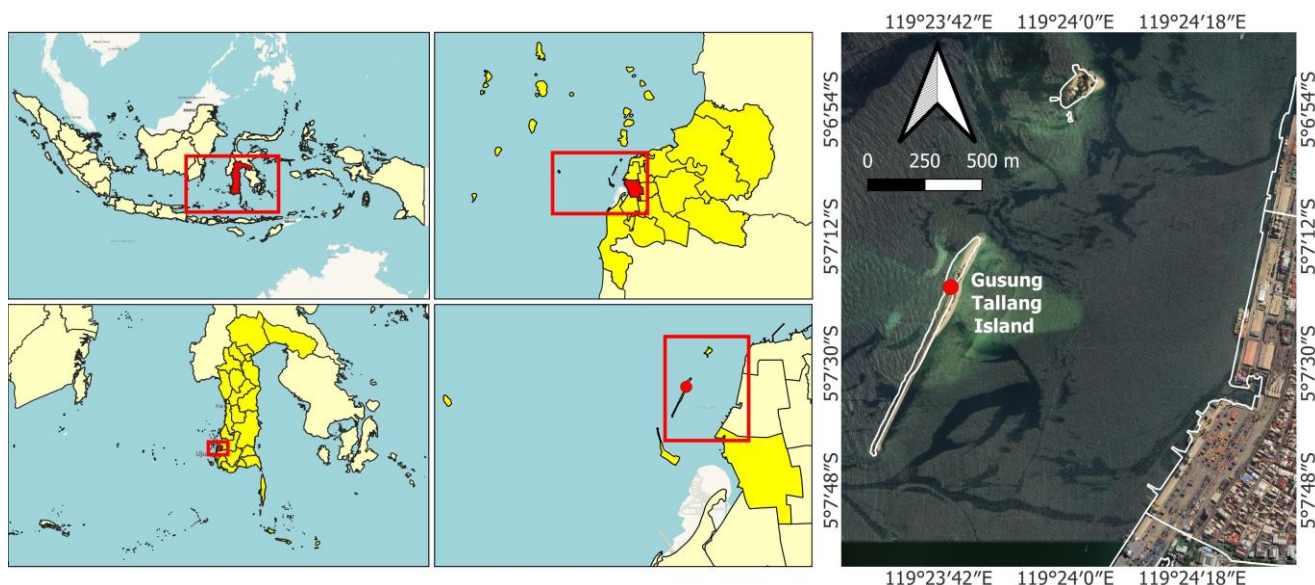 119°23′42″E 119°24′0″E 119°24′18″E
5°6′54″S
5°6′54″S
0 250 500 m
5°7′12″S
5°7′12″S
Gusung
Tallang
Island
5°7′30″S
5°7′30″S
5°7′48″S
5°7′48″S
119°23′42″E 119°24′0″E 119°24′18″E